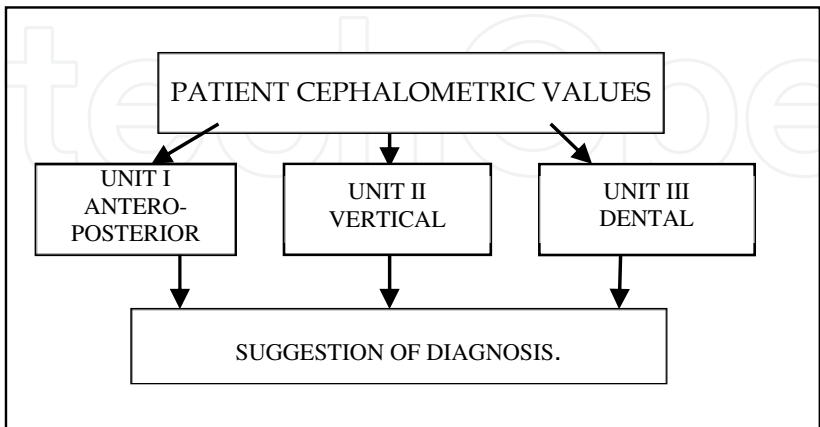 PATIENT CEPHALOMETRIC VALUES
UNIT I
ANTERO-
POSTERIOR
UNIT II
VERTICAL
UNIT III
DENTAL
SUGGESTION OF DIAGNOSIS.